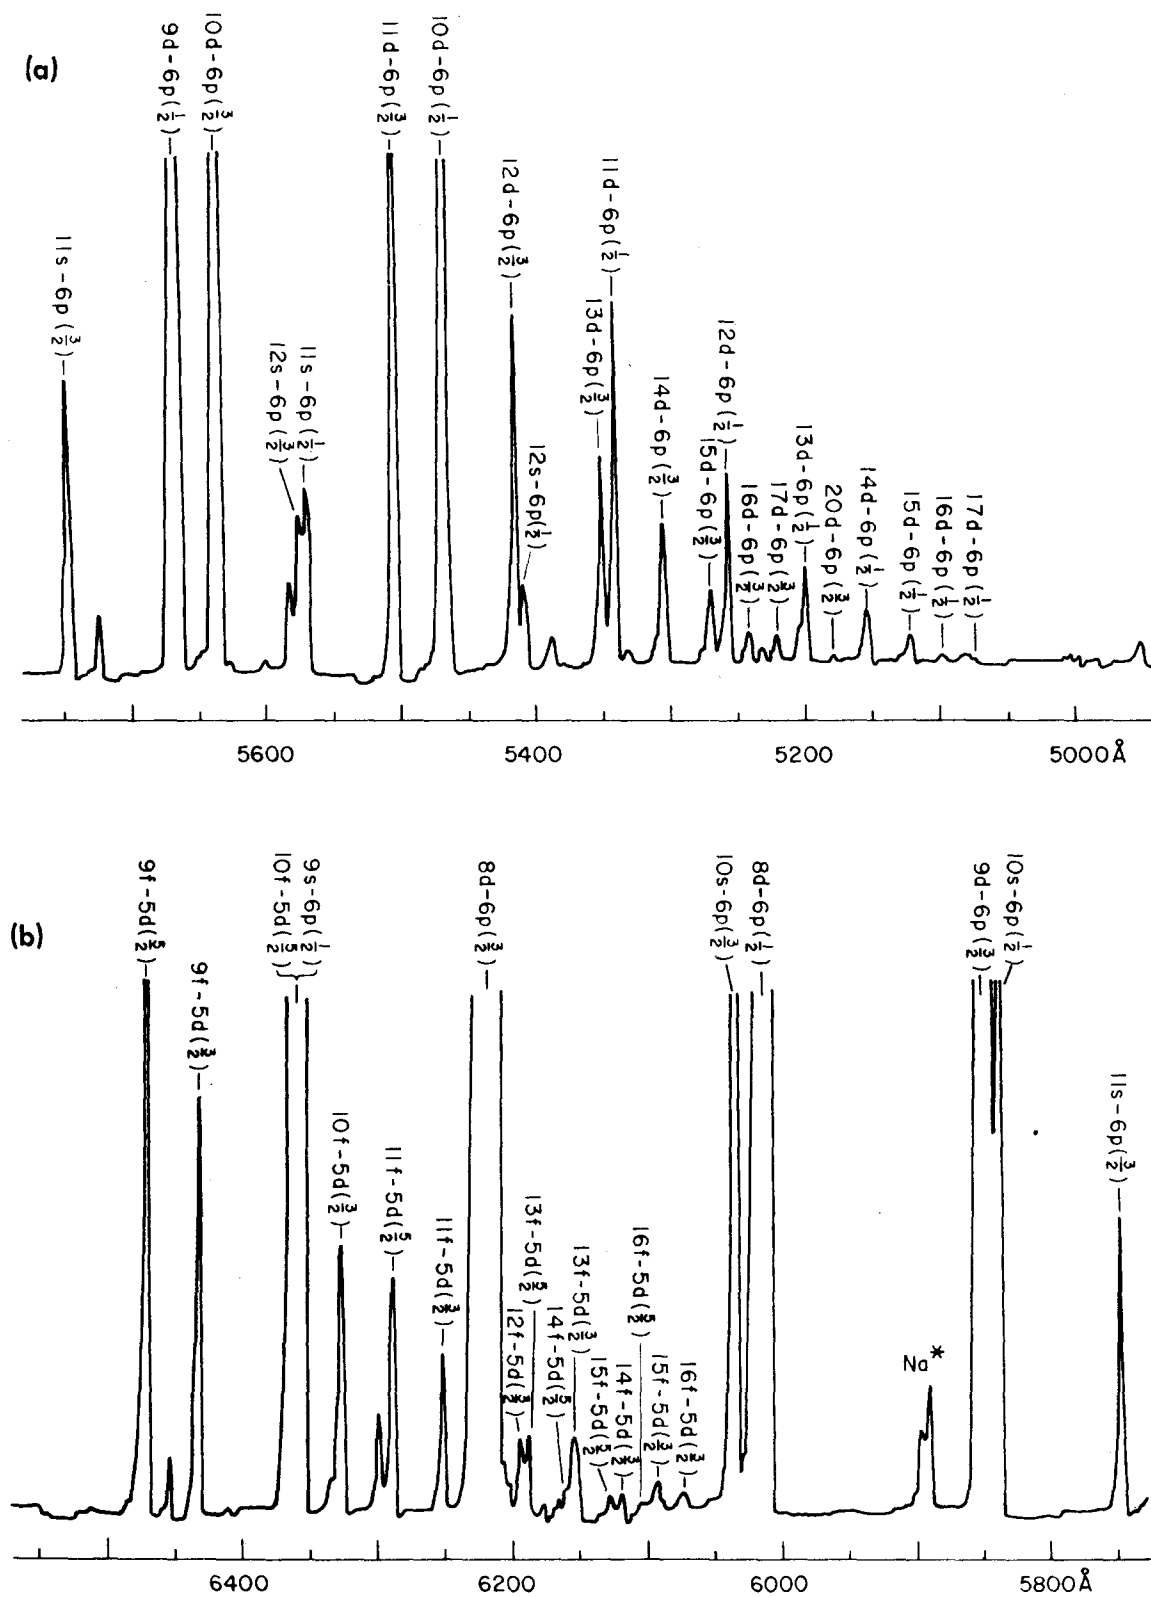 (a)
11s-6p(3/2)
9d-6p(1/2)
10d-6p(3/2)
12s-6p(3/2)
11s-6p(1/2)
11d-6p(3/2)
10d-6p(1/2)
12d-6p(3/2)
12s-6p(1/2)
13d-6p(3/2)
11d-6p(1/2)
14d-6p(3/2)
15d-6p(3/2)
12d-6p(1/2)
16d-6p(3/2)
17d-6p(3/2)
13d-6p(1/2)
20d-6p(3/2)
14d-6p(1/2)
15d-6p(1/2)
16d-6p(1/2)
17d-6p(1/2)
5600 5400 5200 5000Å
(b)
9f-5d(5/2)
9f-5d(3/2)
10f-5d(5/2)
9s-6p(1/2)
10f-5d(3/2)
11f-5d(5/2)
11f-5d(3/2)
8d-6p(3/2)
12f-5d(3/2)
13f-5d(5/2)
14f-5d(5/2)
13f-5d(3/2)
15f-5d(5/2)
14f-5d(3/2)
16f-5d(5/2)
15f-5d(3/2)
16f-5d(3/2)
10s-6p(3/2)
8d-6p(1/2)
Na*
9d-6p(3/2)
10s-6p(1/2)
11s-6p(3/2)
6400 6200 6000 5800Å